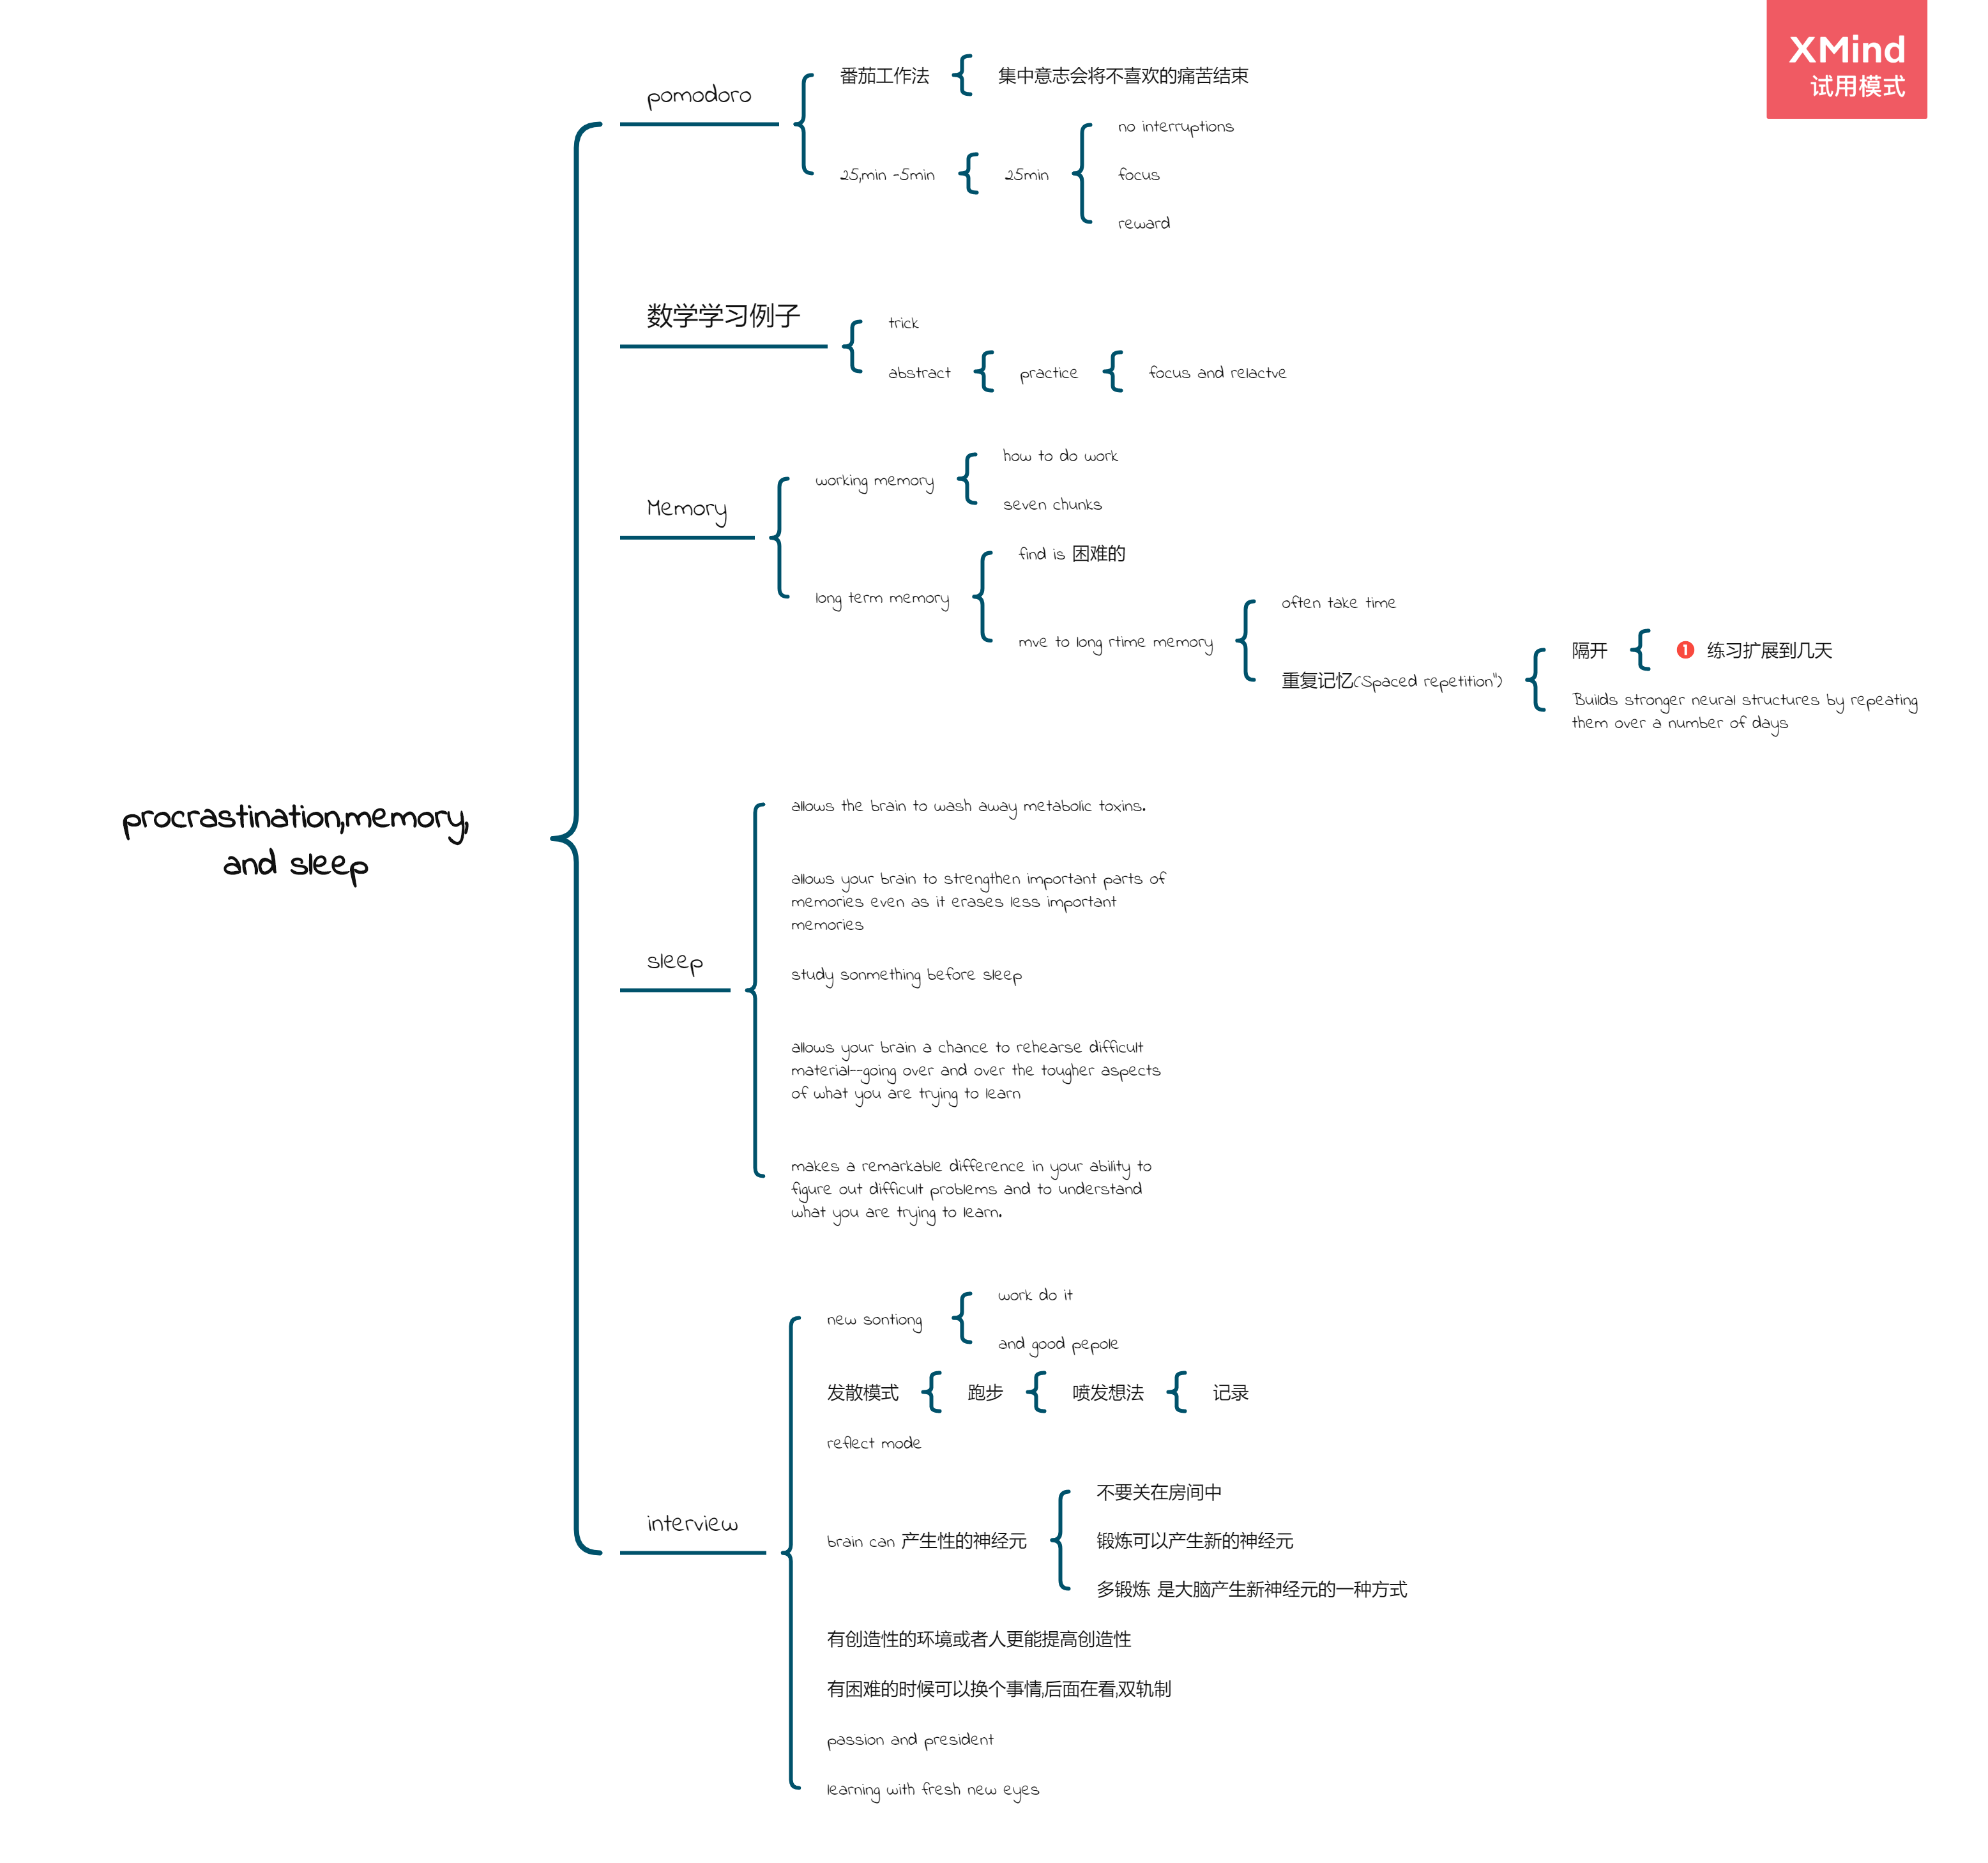 XMind
试用模式
pomodoro
番茄工作法
集中意志会将不喜欢的痛苦结束
25,min -5min
25min
no interruptions
focus
reward
数学学习例子
trick
abstract
practice
focus and relactve
Memory
working memory
how to do work
seven chunks
long term memory
find is 困难的
mve to long rtime memory
often take time
重复记忆(Spaced repetition")
隔开
1 练习扩展到几天
Builds stronger neural structures by repeating
them over a number of days
procrastination,memory,
and sleep
sleep
allows the brain to wash away metabolic toxins.
allows your brain to strengthen important parts of
memories even as it erases less important
memories
study sonmething before sleep
allows your brain a chance to rehearse difficult
material--going over and over the tougher aspects
of what you are trying to learn
makes a remarkable difference in your ability to
figure out difficult problems and to understand
what you are trying to learn.
interview
new sontiong
work do it
and good pepole
发散模式
跑步
喷发想法
记录
reflect mode
brain can 产生性的神经元
不要关在房间中
锻炼可以产生新的神经元
多锻炼 是大脑产生新神经元的一种方式
有创造性的环境或者人更能提高创造性
有困难的时候可以换个事情,后面在看,双轨制
passion and president
learning with fresh new eyes